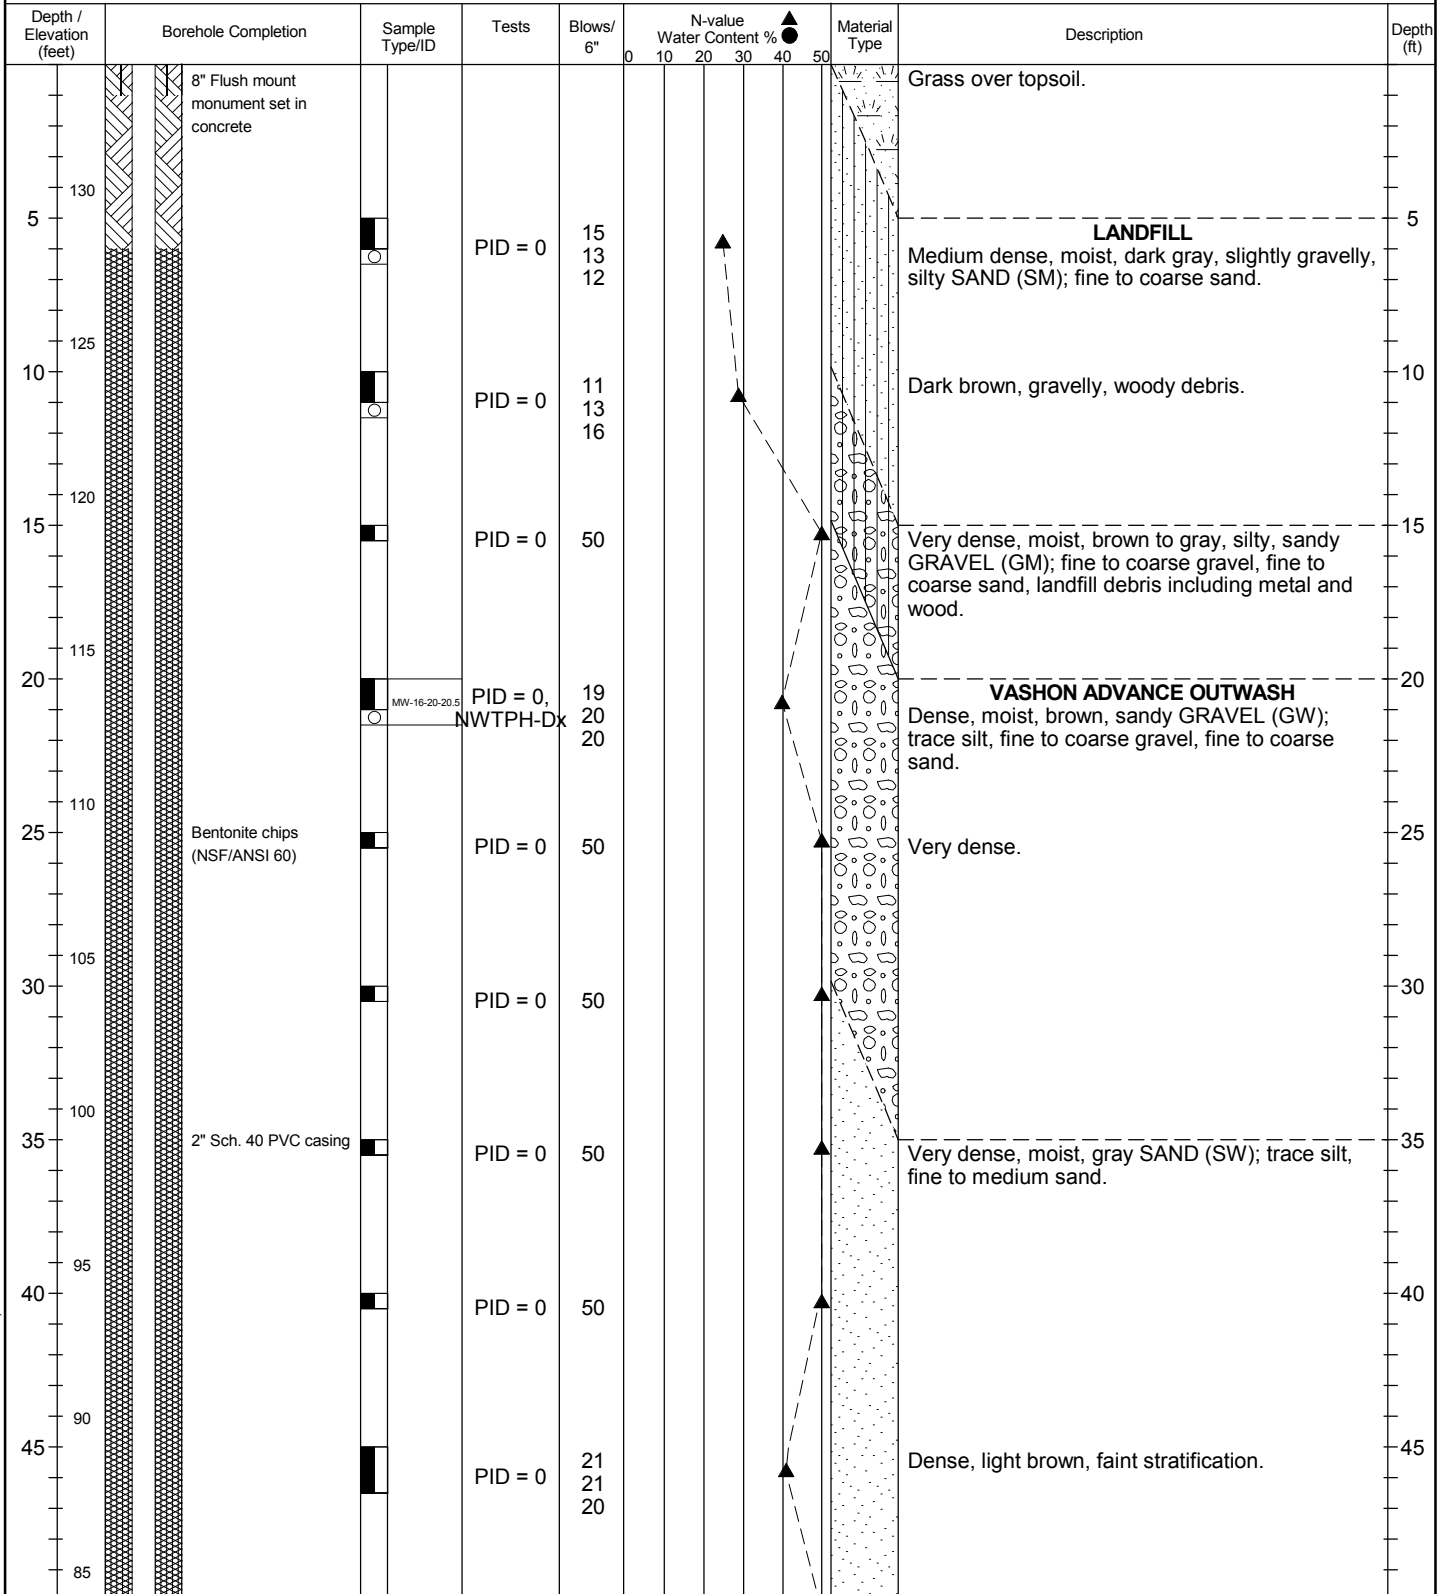 Depth /
Elevation
(feet)
Borehole Completion
Sample
Type/ID
Tests
Blows/
6"
N-value
Water Content %
0 10 20 30 40 50
Material
Type
Description
Depth
(ft)
8" Flush mount
monument set in
concrete
Grass over topsoil.
130
5
PID = 0
15
13
12
LANDFILL
Medium dense, moist, dark gray, slightly gravelly,
silty SAND (SM); fine to coarse sand.
5
125
10
PID = 0
11
13
16
Dark brown, gravelly, woody debris.
10
120
15
PID = 0
50
Very dense, moist, brown to gray, silty, sandy
GRAVEL (GM); fine to coarse gravel, fine to
coarse sand, landfill debris including metal and
wood.
15
115
20
MW-16-20-20.5
PID = 0,
NWTPH-Dx
19
20
20
VASHON ADVANCE OUTWASH
Dense, moist, brown, sandy GRAVEL (GW);
trace silt, fine to coarse gravel, fine to coarse
sand.
20
110
25
Bentonite chips
(NSF/ANSI 60)
PID = 0
50
Very dense.
25
105
30
PID = 0
50
30
100
35
2" Sch. 40 PVC casing
PID = 0
50
Very dense, moist, gray SAND (SW); trace silt,
fine to medium sand.
35
95
40
PID = 0
50
40
90
45
PID = 0
21
21
20
Dense, light brown, faint stratification.
45
85